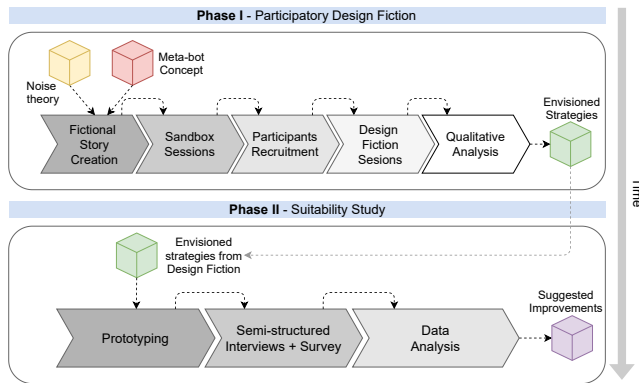 Phase I - Participatory Design Fiction
Noise
theory
Meta-bot
Concept
Fictional
Story
Creation
Sandbox
Sessions
Participants
Recruitment
Design
Fiction
Sesions
Qualitative
Analysis
Envisioned
Strategies
Time
Phase II - Suitability Study
Envisioned
strategies from
Design Fiction
Prototyping
Semi-structured
Interviews + Survey
Data
Analysis
Suggested
Improvements